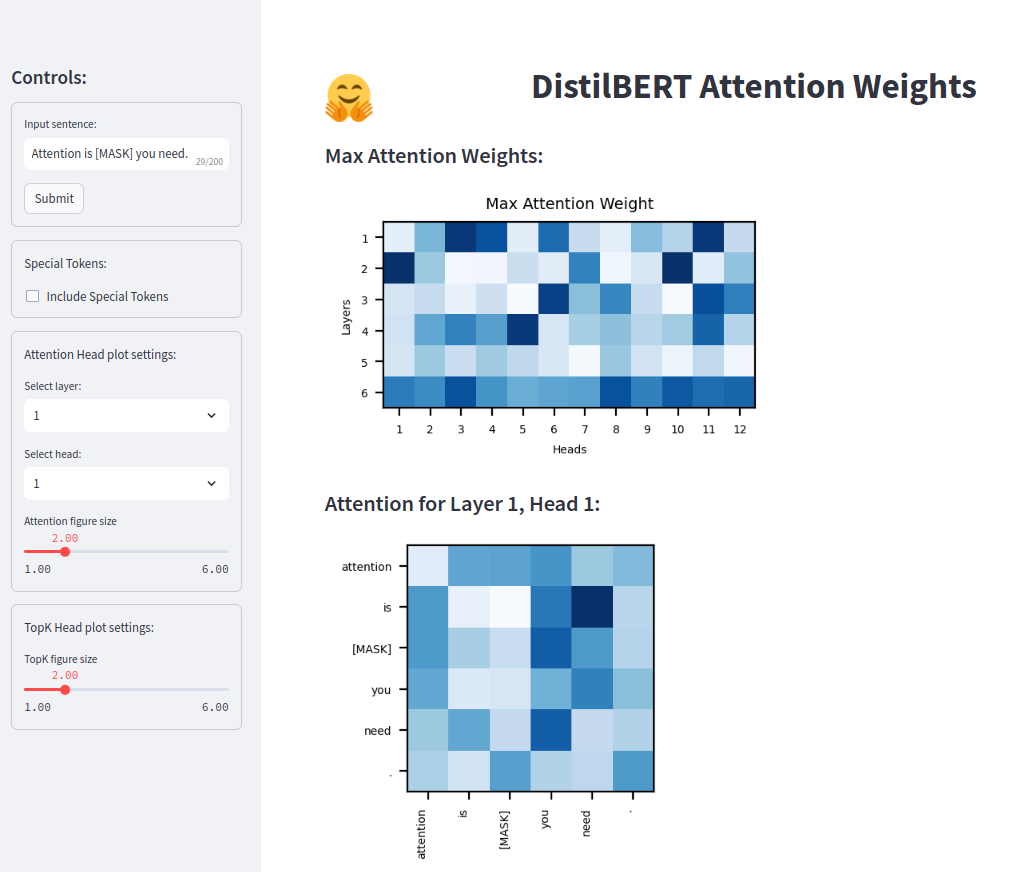 Controls:
Input sentence:
Attention is [MASK] you need.
29/200
Submit
Special Tokens:
Include Special Tokens
Attention Head plot settings:
Select layer:
1
Select head:
1
Attention figure size
2.00
1.00 6.00
TopK Head plot settings:
TopK figure size
2.00
1.00 6.00
DistilBERT Attention Weights
Max Attention Weights:
Max Attention Weight
Layers
1
2
3
4
5
6
1 2 3 4 5 6 7 8 9 10 11 12
Heads
Attention for Layer 1, Head 1:
attention
is
[MASK]
you
need
.
attention is [MASK] you need .